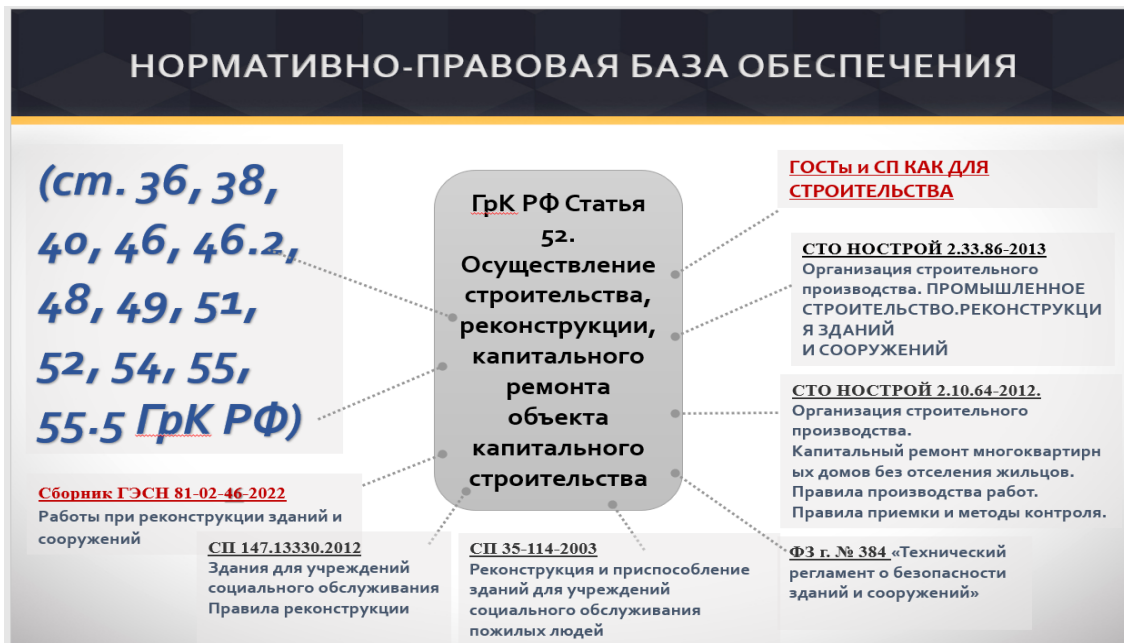 НОРМАТИВНО-ПРАВОВАЯ БАЗА ОБЕСПЕЧЕНИЯ
(ст. 36, 38,
40, 46, 46.2,
48, 49, 51,
52, 54, 55,
55.5 ГрК РФ)
ГрК РФ Статья
52.
Осуществление
строительства,
реконструкции,
капитального
ремонта
объекта
капитального
строительства
ГОСТы и СП КАК ДЛЯ
СТРОИТЕЛЬСТВА
СТО НОСТРОЙ 2.33.86-2013
Организация строительного
производства. ПРОМЫШЛЕННОЕ
СТРОИТЕЛЬСТВО.РЕКОНСТРУКЦИ
Я ЗДАНИЙ
И СООРУЖЕНИЙ
СТО НОСТРОЙ 2.10.64-2012.
Организация строительного
производства.
Капитальный ремонт многоквартирн
ых домов без отселения жильцов.
Правила производства работ.
Правила приемки и методы контроля.
Сборник ГЭСН 81-02-46-2022
Работы при реконструкции зданий и
сооружений
СП 147.13330.2012
Здания для учреждений
социального обслуживания
Правила реконструкции
СП 35-114-2003
Реконструкция и приспособление
зданий для учреждений
социального обслуживания
пожилых людей
ФЗ г. № 384 «Технический
регламент о безопасности
зданий и сооружений»